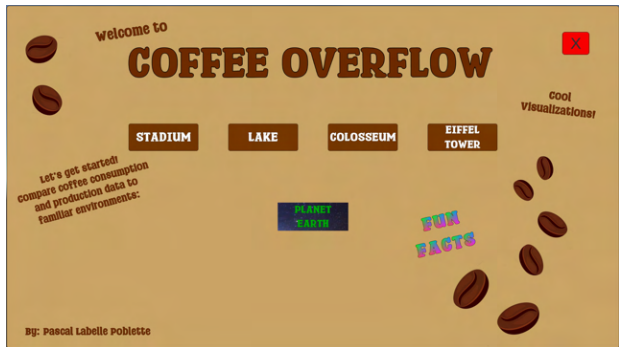 Welcome to
COFFEE OVERFLOW
X
Cool
Visualizations!
STADIUM
LAKE
COLOSSEUM
EIFFEL
TOWER
Let's get started!
compare coffee consumption
and production data to
familiar environments:
PLANET
EARTH
FUN
FACTS
By: Pascal Labelle Poblette